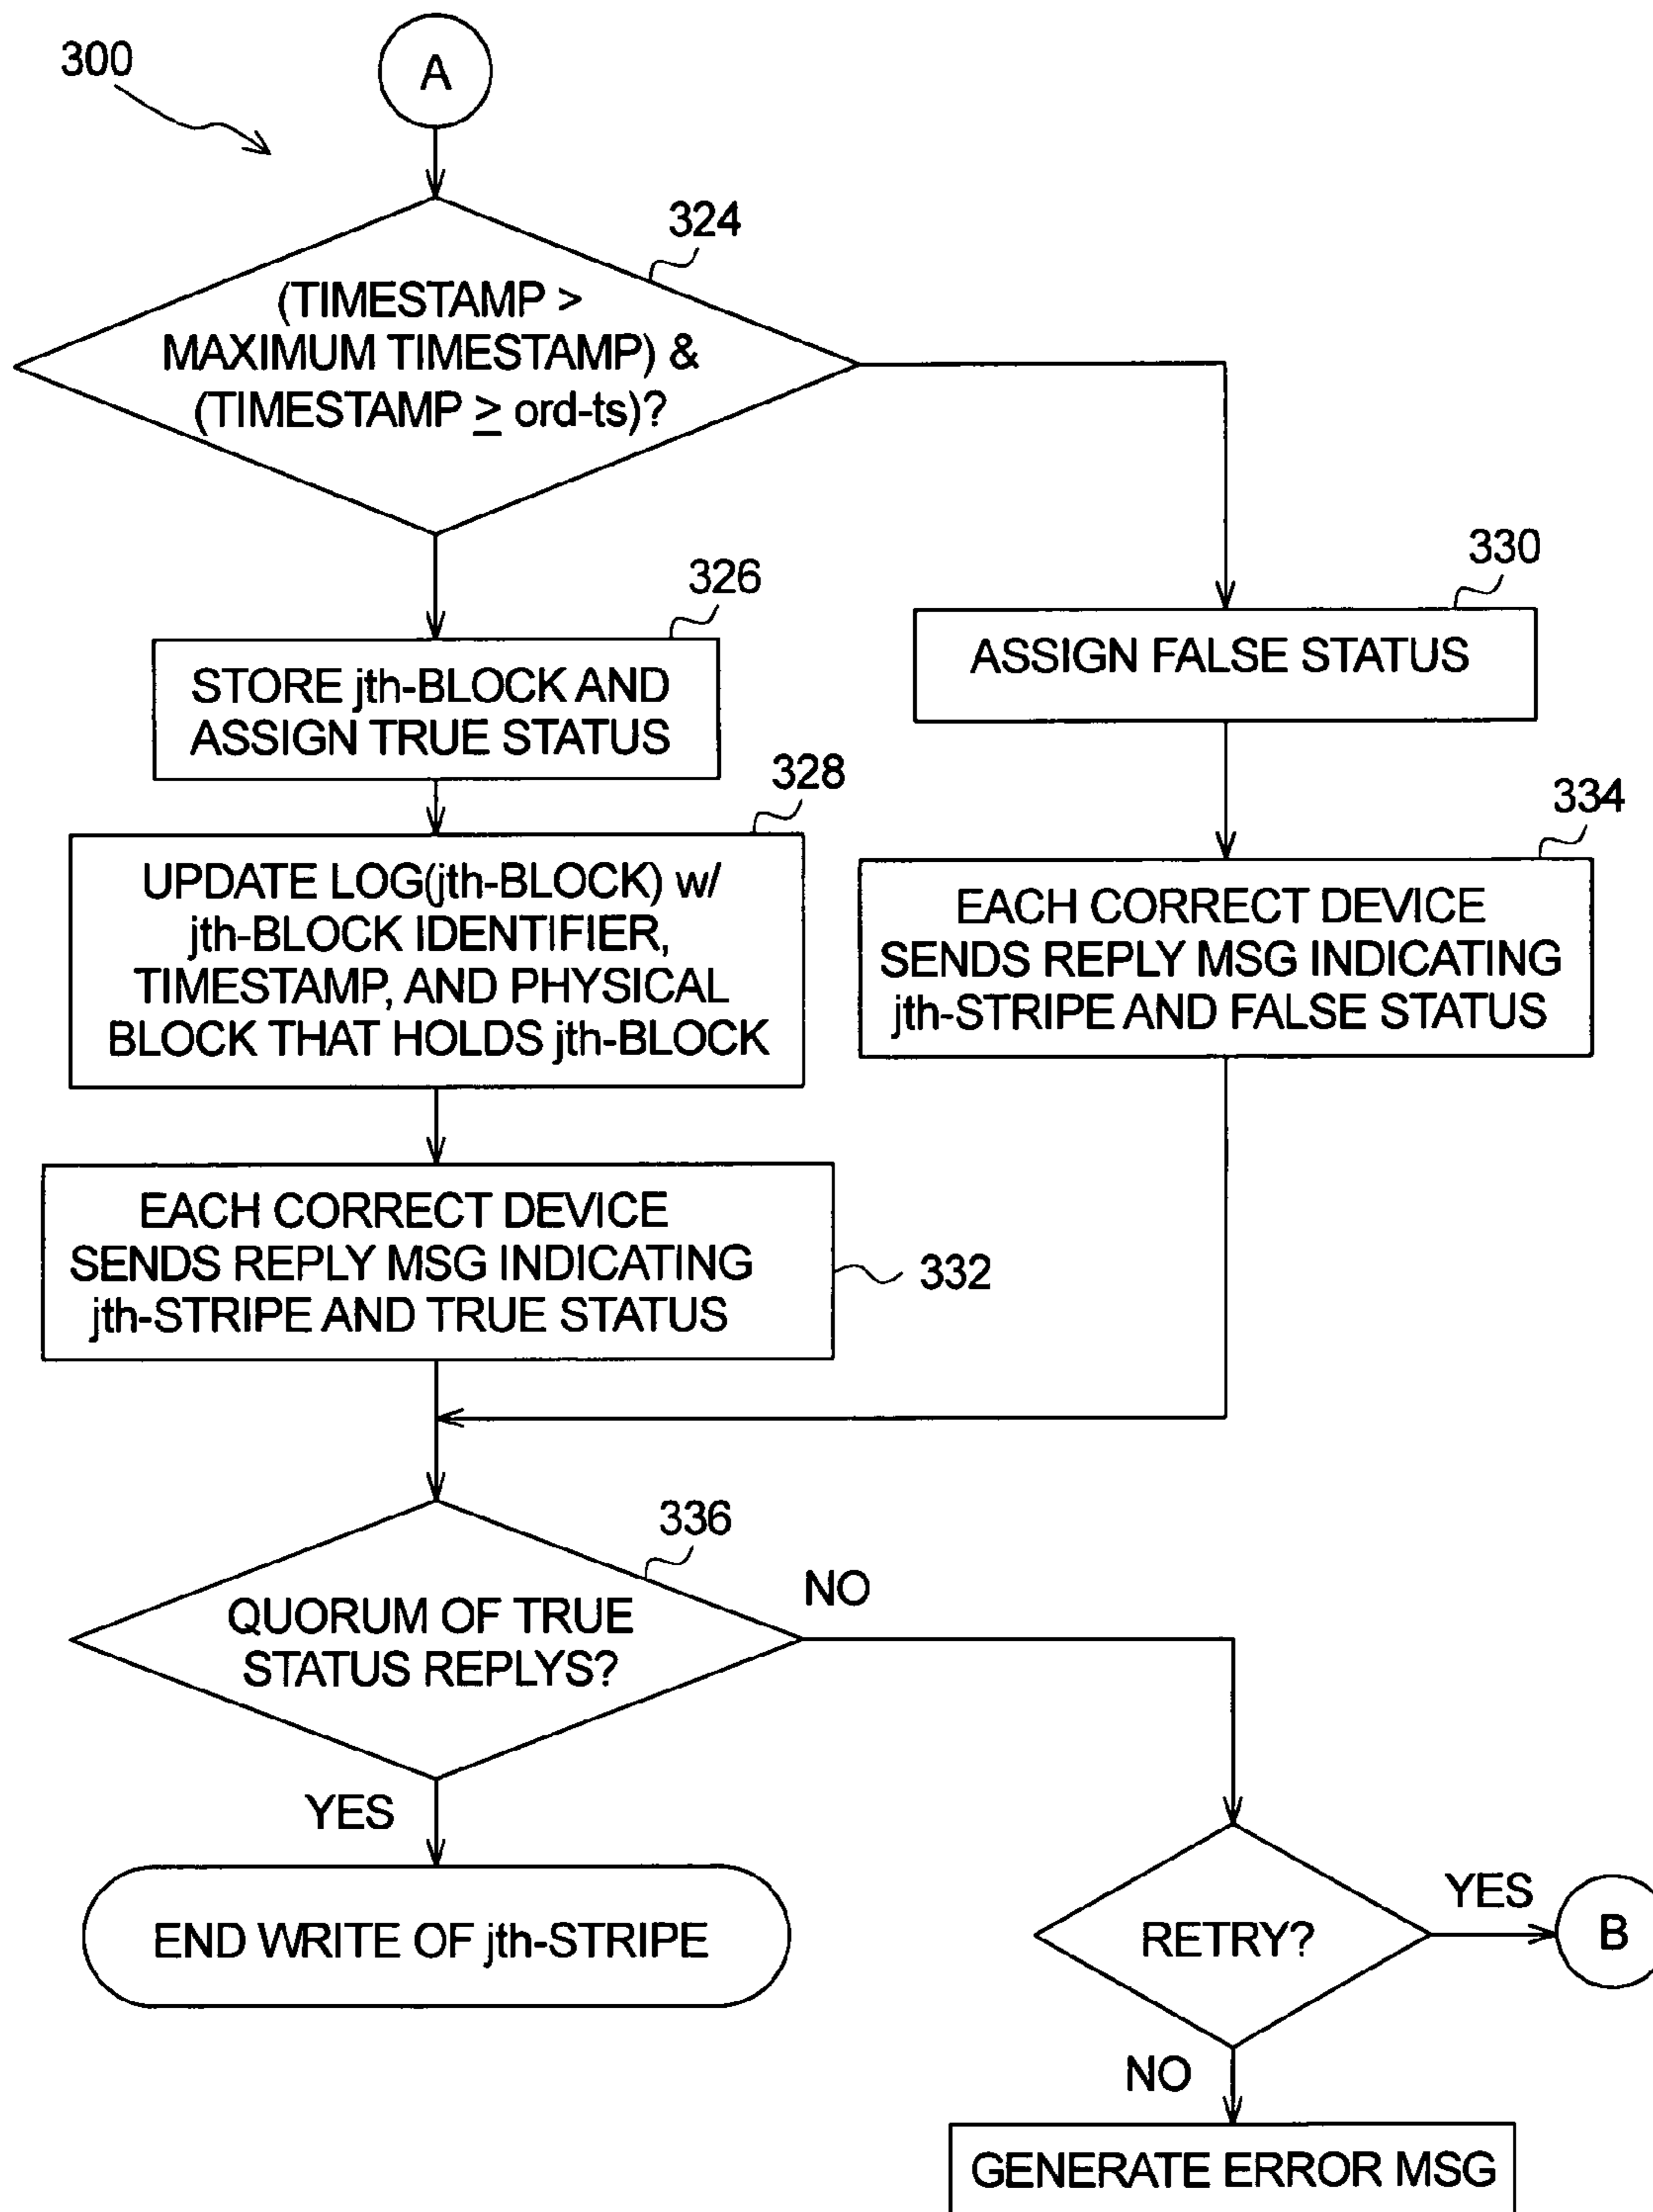 300
A
324
(TIMESTAMP >
MAXIMUM TIMESTAMP) &
(TIMESTAMP ≥ ord-ts)?
326
STORE jth-BLOCK AND
ASSIGN TRUE STATUS
330
ASSIGN FALSE STATUS
328
UPDATE LOG(jth-BLOCK) w/
jth-BLOCK IDENTIFIER,
TIMESTAMP, AND PHYSICAL
BLOCK THAT HOLDS jth-BLOCK
334
EACH CORRECT DEVICE
SENDS REPLY MSG INDICATING
jth-STRIPE AND FALSE STATUS
EACH CORRECT DEVICE
SENDS REPLY MSG INDICATING
jth-STRIPE AND TRUE STATUS
332
336
QUORUM OF TRUE
STATUS REPLYS?
NO
YES
END WRITE OF jth-STRIPE
RETRY?
YES
B
NO
GENERATE ERROR MSG